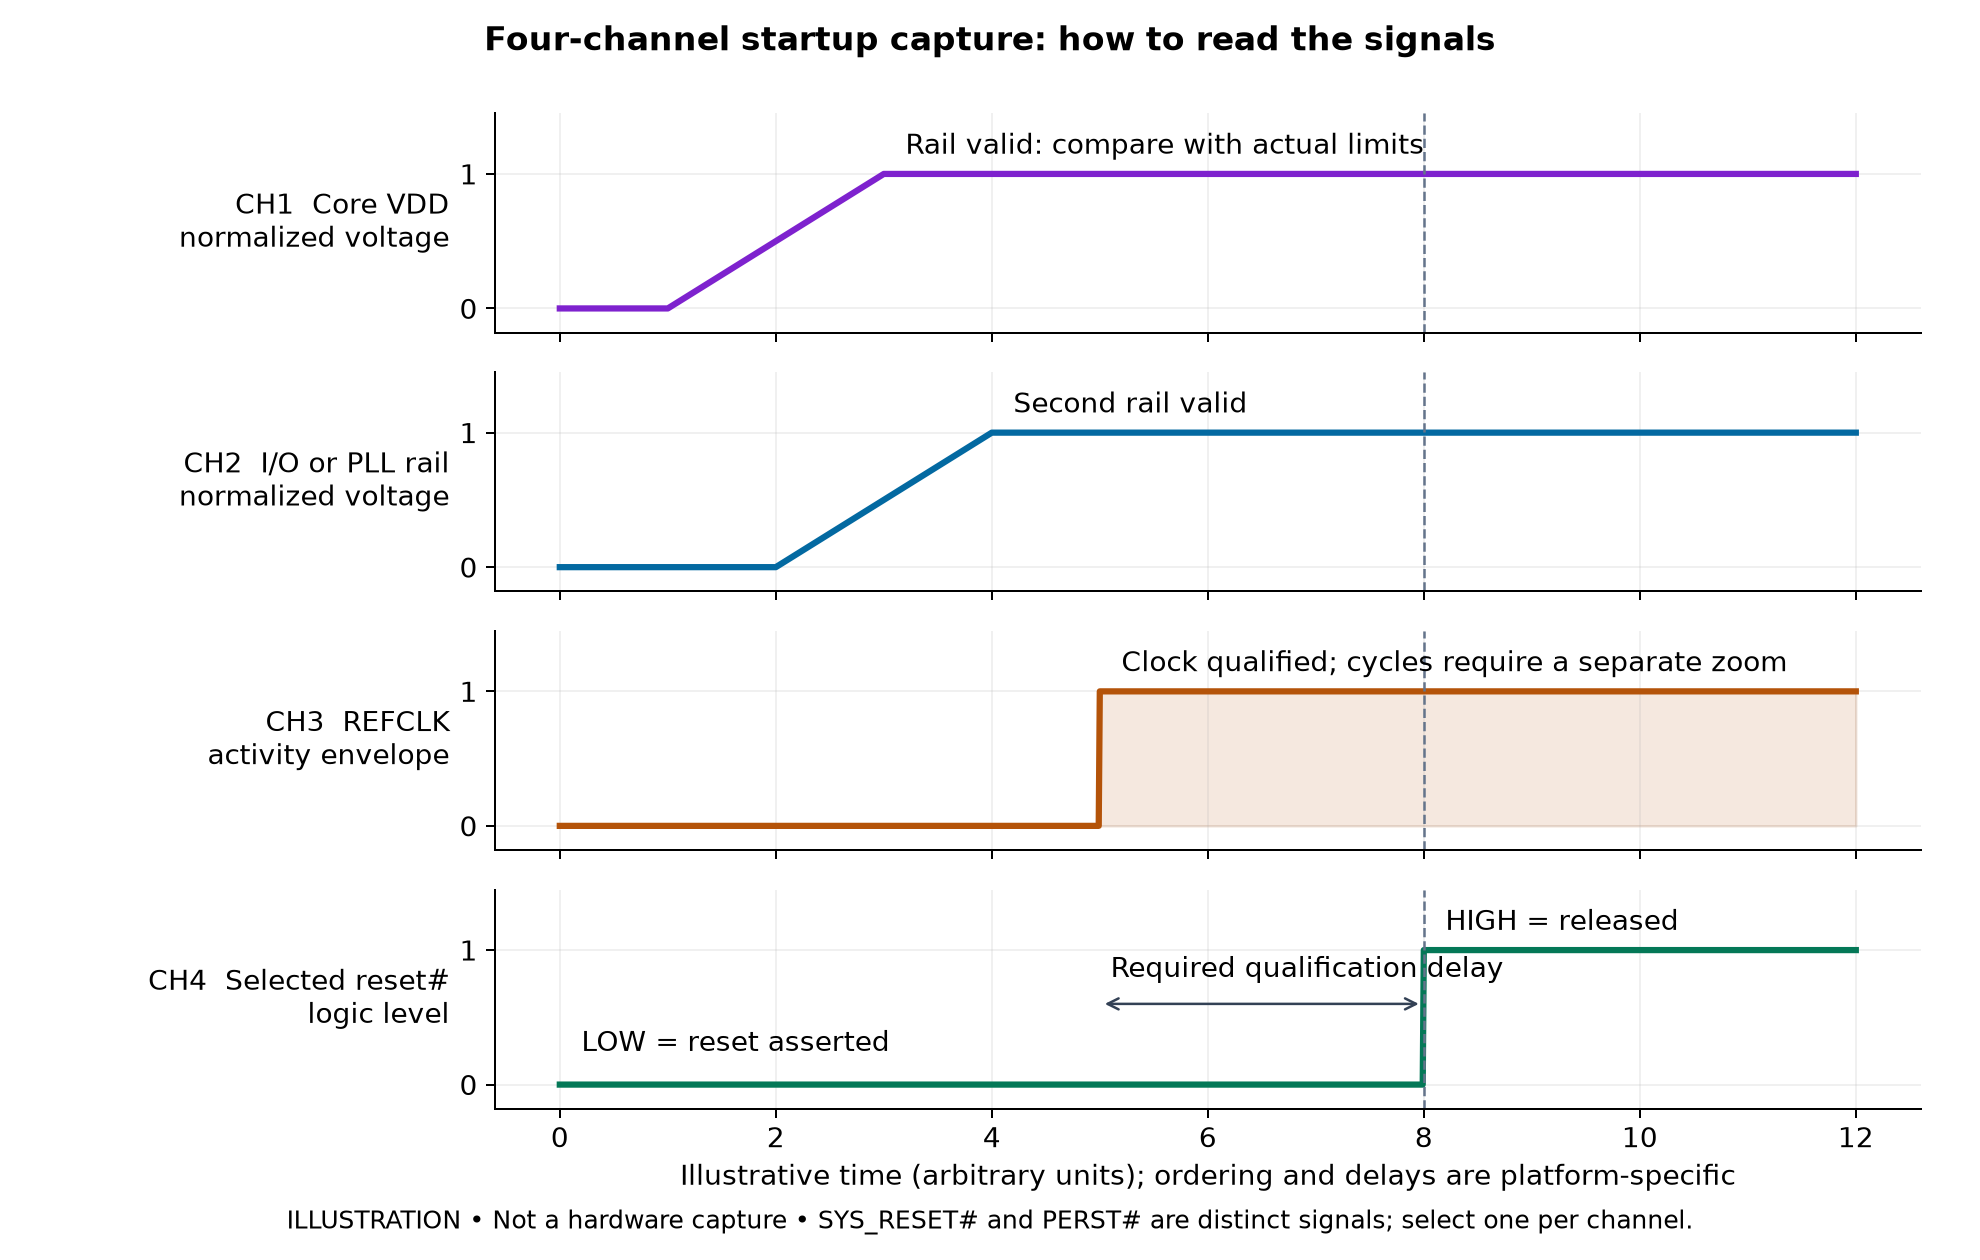 Four-channel startup capture: how to read the signals
Rail valid: compare with actual limits
1
CH1  Core VDD
normalized voltage
0
Second rail valid
1
CH2  I/O or PLL rail
normalized voltage
0
Clock qualified; cycles require a separate zoom
1
CH3  REFCLK
activity envelope
0
HIGH = released
1
Required qualification delay
CH4  Selected reset#
logic level
LOW = reset asserted
0
0 2 4 6 8 10 12
Illustrative time (arbitrary units); ordering and delays are platform-specific
ILLUSTRATION • Not a hardware capture • SYS_RESET# and PERST# are distinct signals; select one per channel.